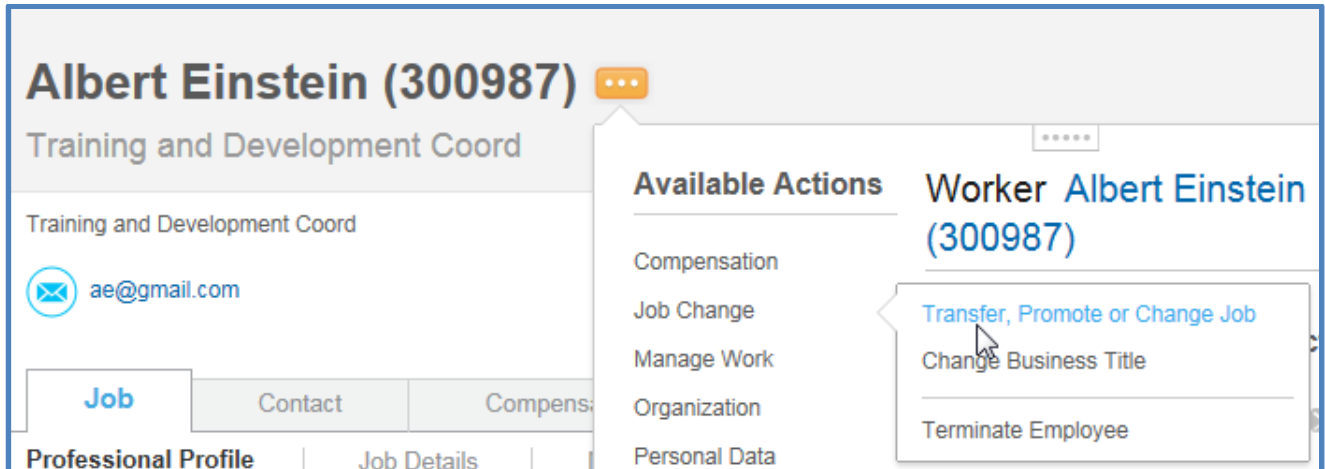 Albert Einstein (300987)
Training and Development Coord
Training and Development Coord
ae@gmail.com
Job
Contact
Professional Profile
Job Details
Available Actions
Compensation
Job Change
Manage Work
Organization
Personal Data
Worker Albert Einstein
(300987)
Transfer, Promote or Change Job
Change Business Title
Terminate Employee